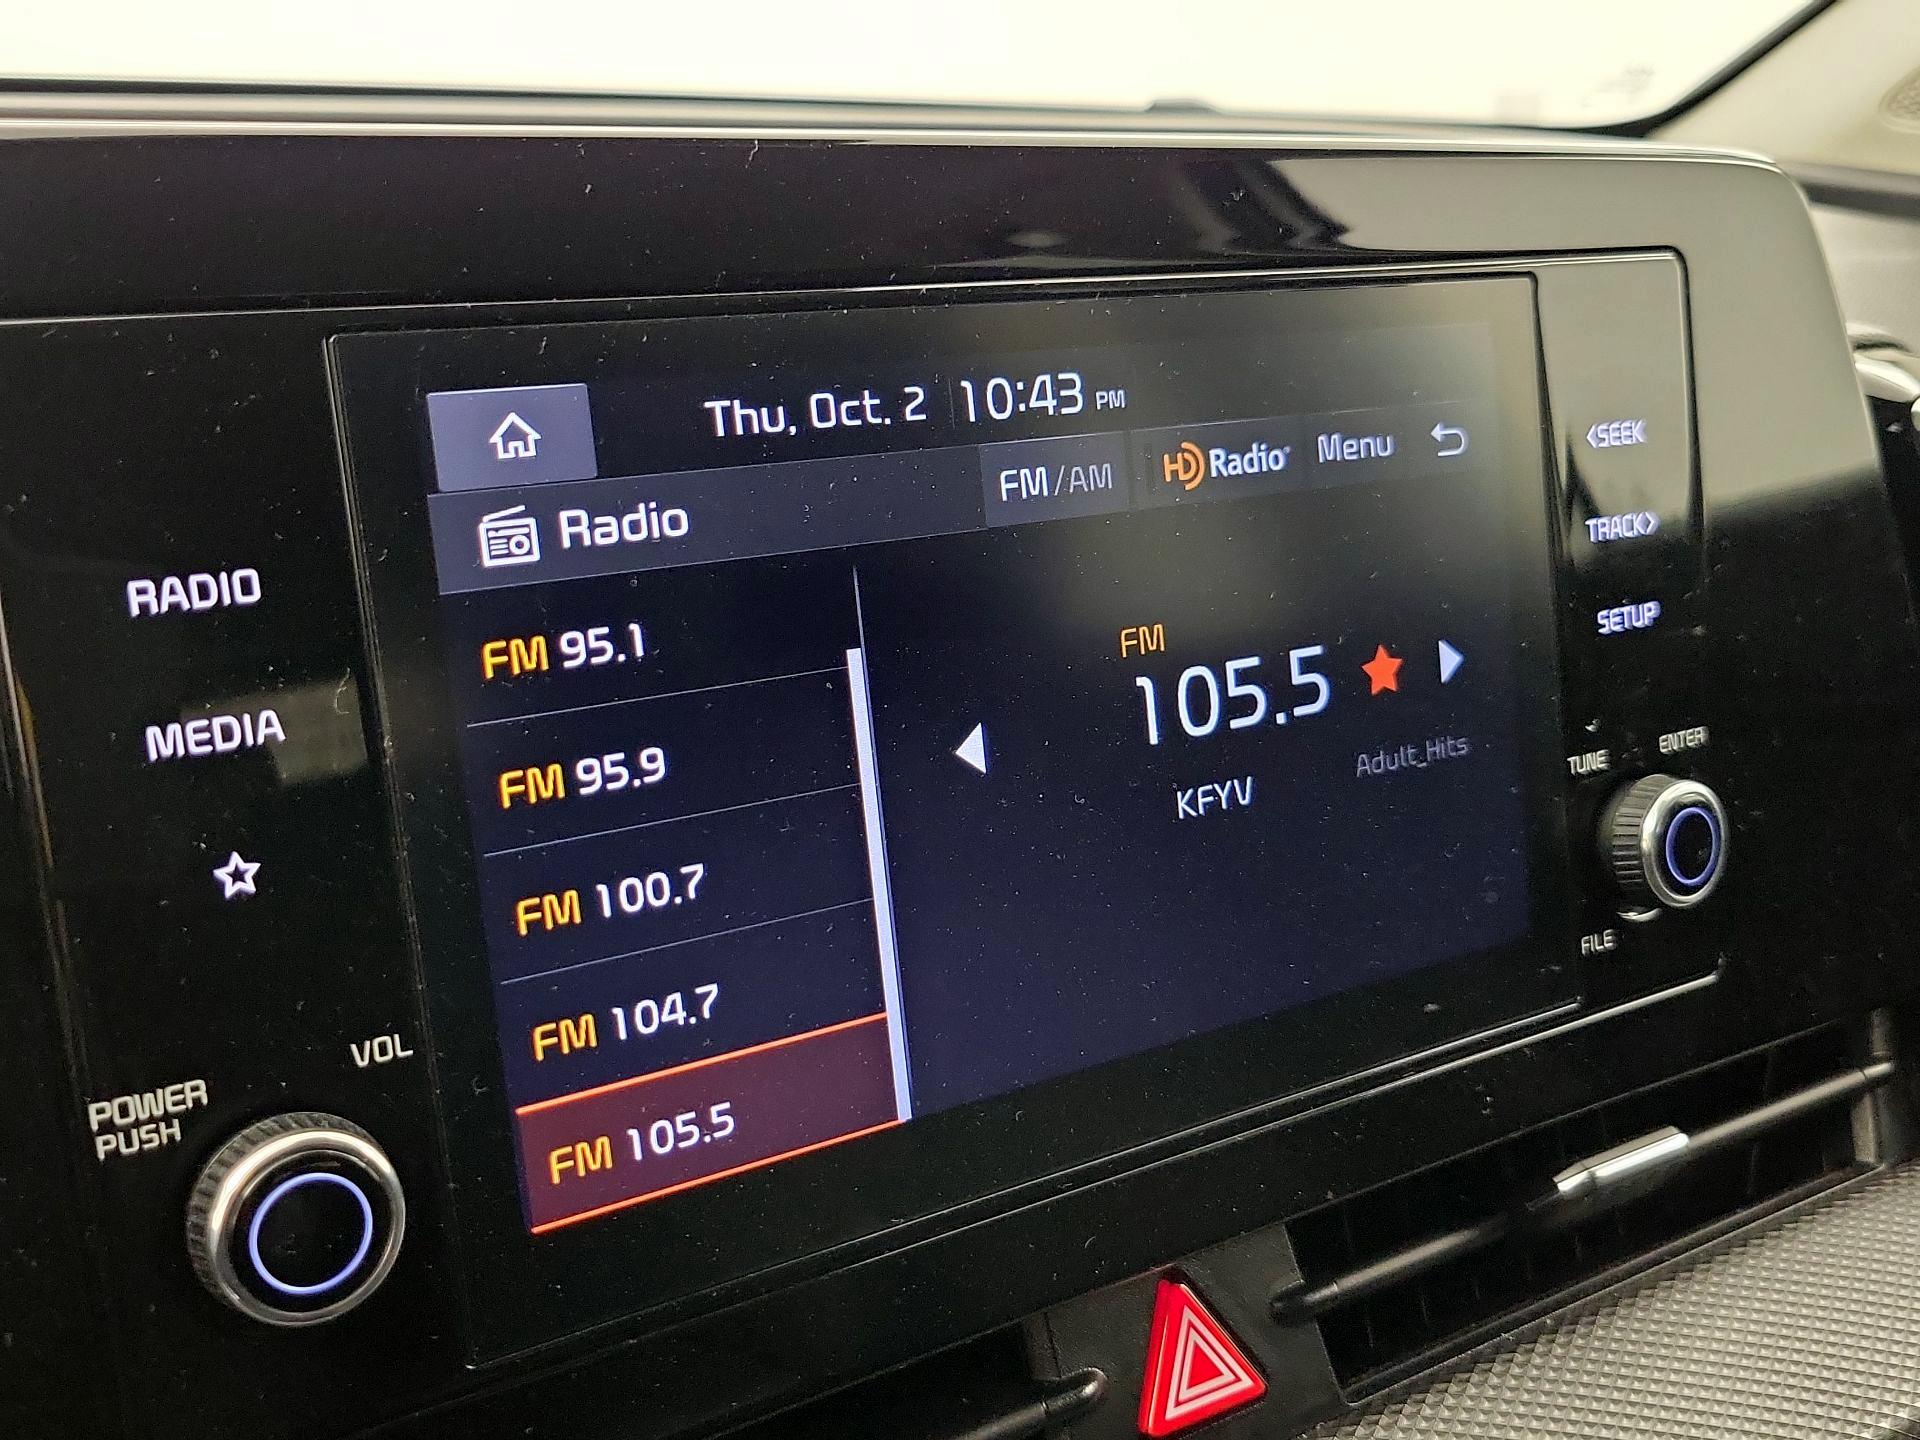 Thu, Oct. 2 10:43 PM
Radio FM/AM HD Radio Menu
FM 95.1
FM 95.9
FM 100.7
FM 104.7
FM 105.5
FM
105.5
Adult_Hits
KFYV
RADIO
MEDIA
VOL
POWER
PUSH
<SEEK
TRACK>
SETUP
TUNE
ENTER
FILE